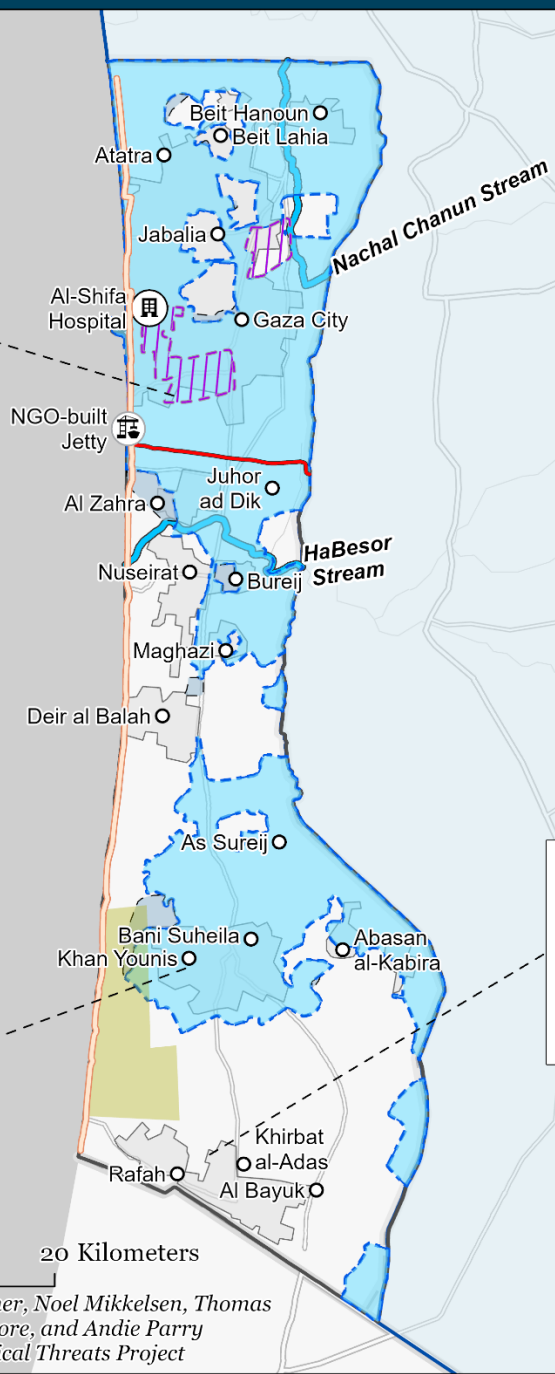 Beit Hanoun
Beit Lahia
Atatra
Nachal Chanun Stream
Jabalia
Al-Shifa
Hospital
Gaza City
NGO-built
Jetty
Juhor
ad Dik
Al Zahra
HaBesor
Stream
Nuseirat
Bureij
Maghazi
Deir al Balah
As Sureij
Bani Suheila
Abasan
al-Kabira
Khan Younis
Khirbat
al-Adas
Rafah
Al Bayuk
20 Kilometers
er, Noel Mikkelsen, Thomas
ore, and Andie Parry
ical Threats Project